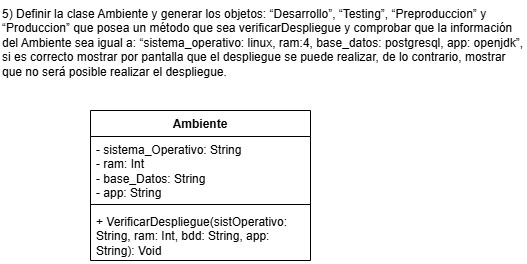 5) Definir la clase Ambiente y generar los objetos: “Desarrollo”, “Testing”, “Preproduccion” y
“Produccion” que posea un método que sea verificarDespliegue y comprobar que la información
del Ambiente sea igual a: “sistema_operativo: linux, ram:4, base_datos: postgresql, app: openjdk”,
si es correcto mostrar por pantalla que el despliegue se puede realizar, de lo contrario, mostrar
que no será posible realizar el despliegue.
Ambiente
- sistema_Operativo: String
- ram: Int
- base_Datos: String
- app: String
+ VerificarDespliegue(sistOperativo:
String, ram: Int, bdd: String, app:
String): Void